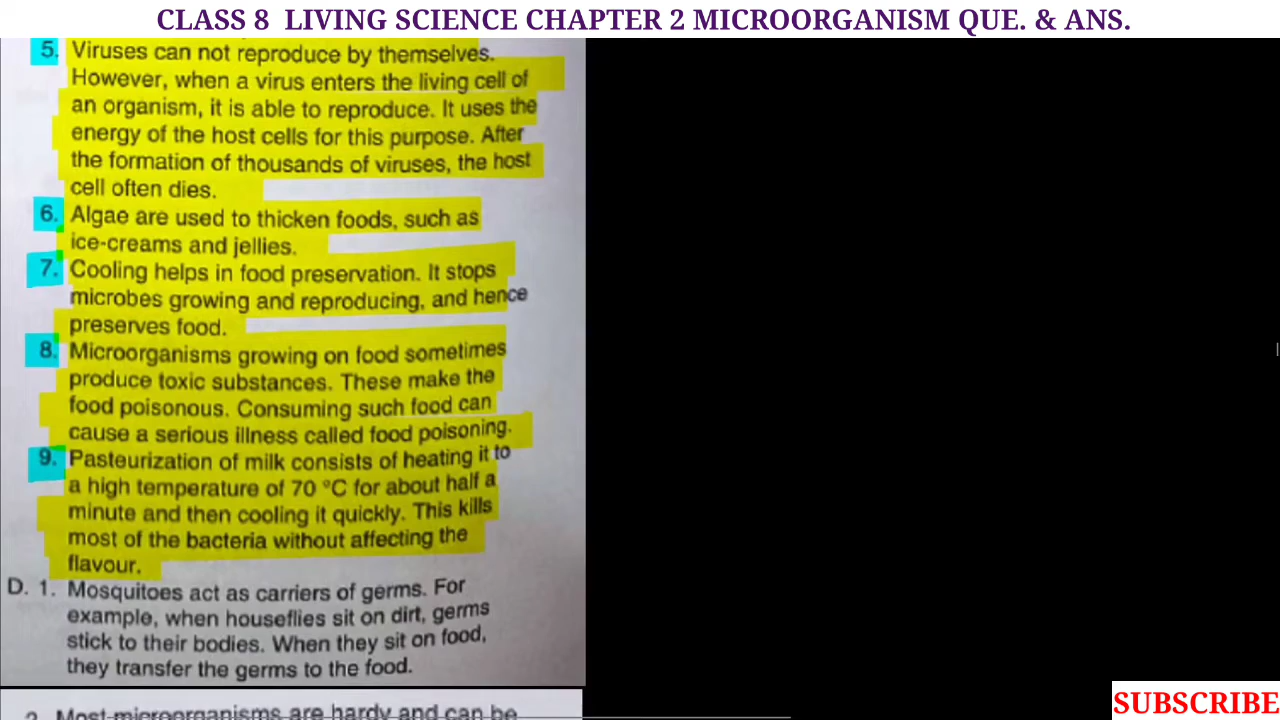 CLASS 8 LIVING SCIENCE CHAPTER 2 MICROORGANISM QUE. & ANS.
5. Viruses can not reproduce by themselves.
However, when a virus enters the living cell of
an organism, it is able to reproduce. It uses the
energy of the host cells for this purpose. After
the formation of thousands of viruses, the host
cell often dies.
6. Algae are used to thicken foods, such as
ice-creams and jellies.
7. Cooling helps in food preservation. It stops
microbes growing and reproducing, and hence
preserves food.
8. Microorganisms growing on food sometimes
produce toxic substances. These make the
food poisonous. Consuming such food can
cause a serious illness called food poisoning.
9. Pasteurization of milk consists of heating it to
a high temperature of 70 °C for about half a
minute and then cooling it quickly. This kills
most of the bacteria without affecting the
flavour.
D. 1. Mosquitoes act as carriers of germs. For
example, when houseflies sit on dirt, germs
stick to their bodies. When they sit on food,
they transfer the germs to the food.
2. Most microorganisms are hardy and can be
SUBSCRIBE